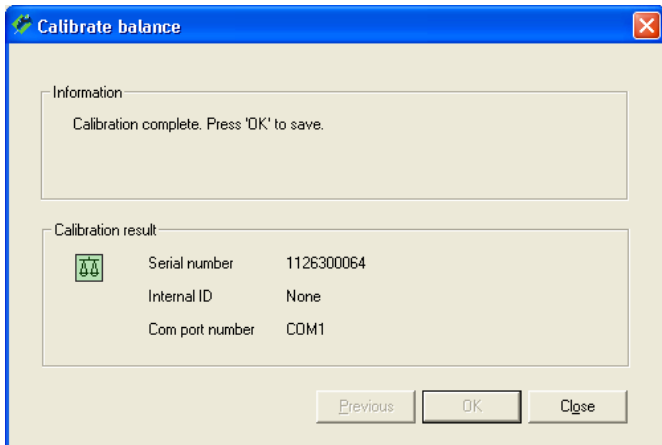 Calibrate balance
Information
Calibration complete. Press 'OK' to save.
Calibration result
Serial number 1126300064
Internal ID None
Com port number COM1
Previous OK Close